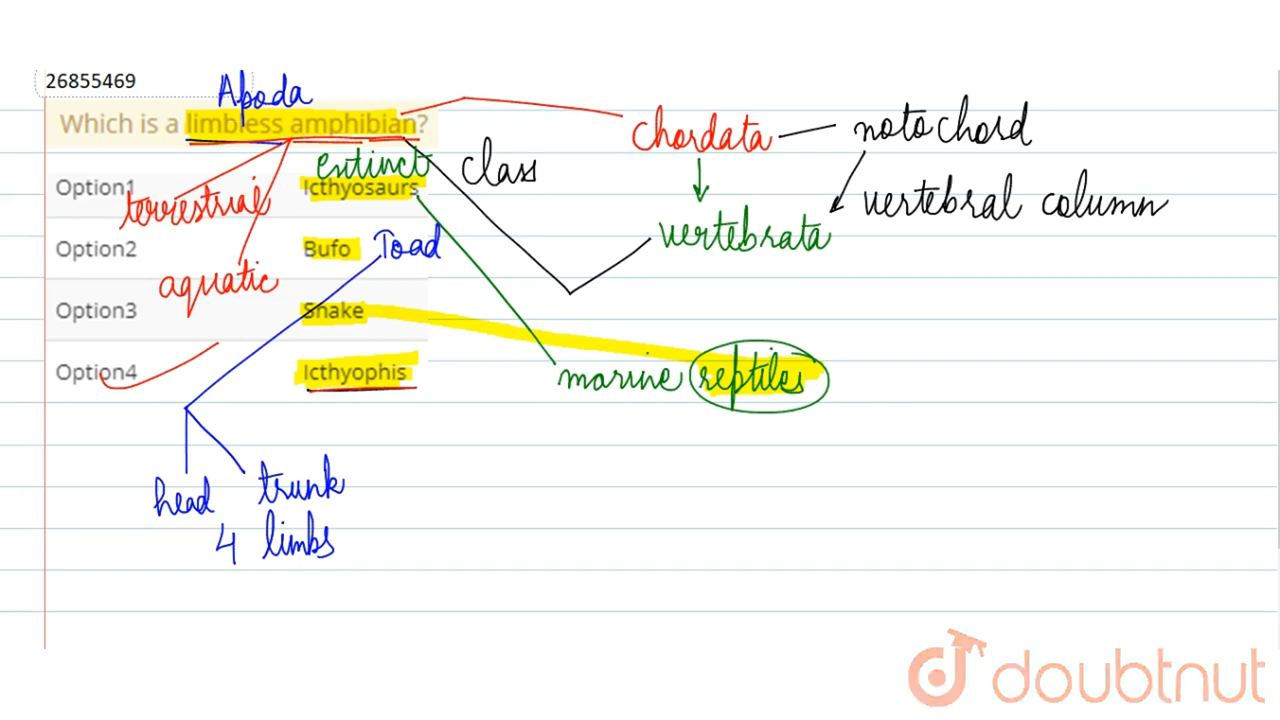 26855469
Apoda
Which is a limbless amphibian?
chordata
notochord
extinct
class
Option1 Icthyosaurs
terrestrial
vertebral column
vertebrata
Option2 Bufo Toad
aquatic
Option3 Snake
Option4 Icthyophis
marine reptiles
head trunk
4 limbs
doubtnut